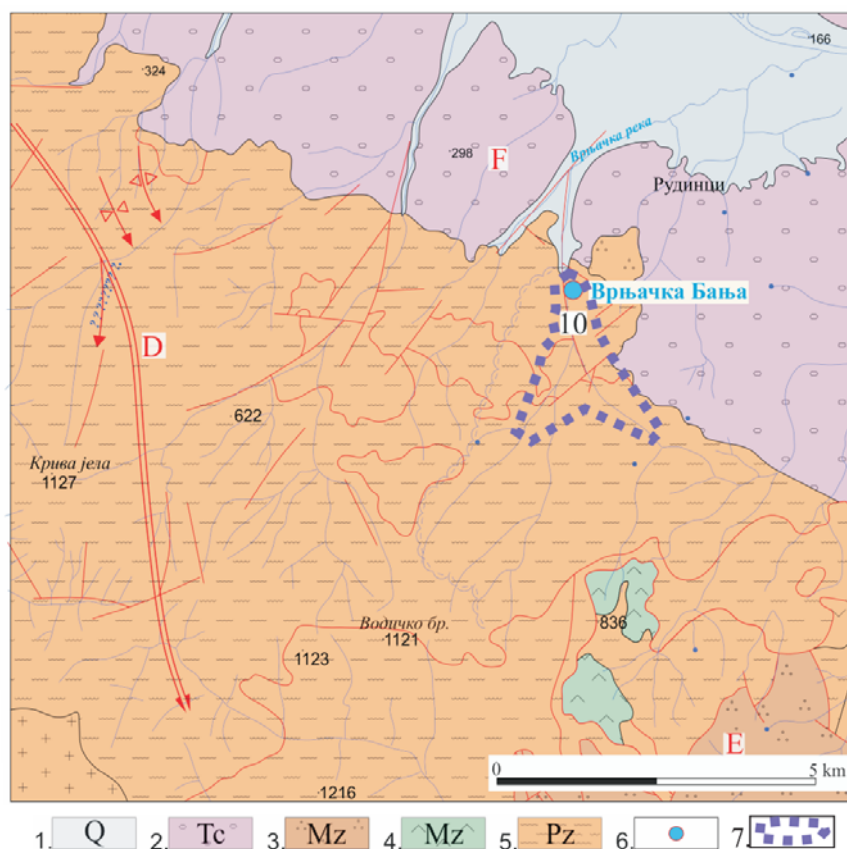 166
324
298
F
Врњачка река
Рудинци
Врњачка Бања
10
D
622
Крива јела
1127
Водичко бр.
1121
1123
836
E
0 5 km
1216
1. Q 2. Tc 3. Mz 4. Mz 5. Pz 6. 7.